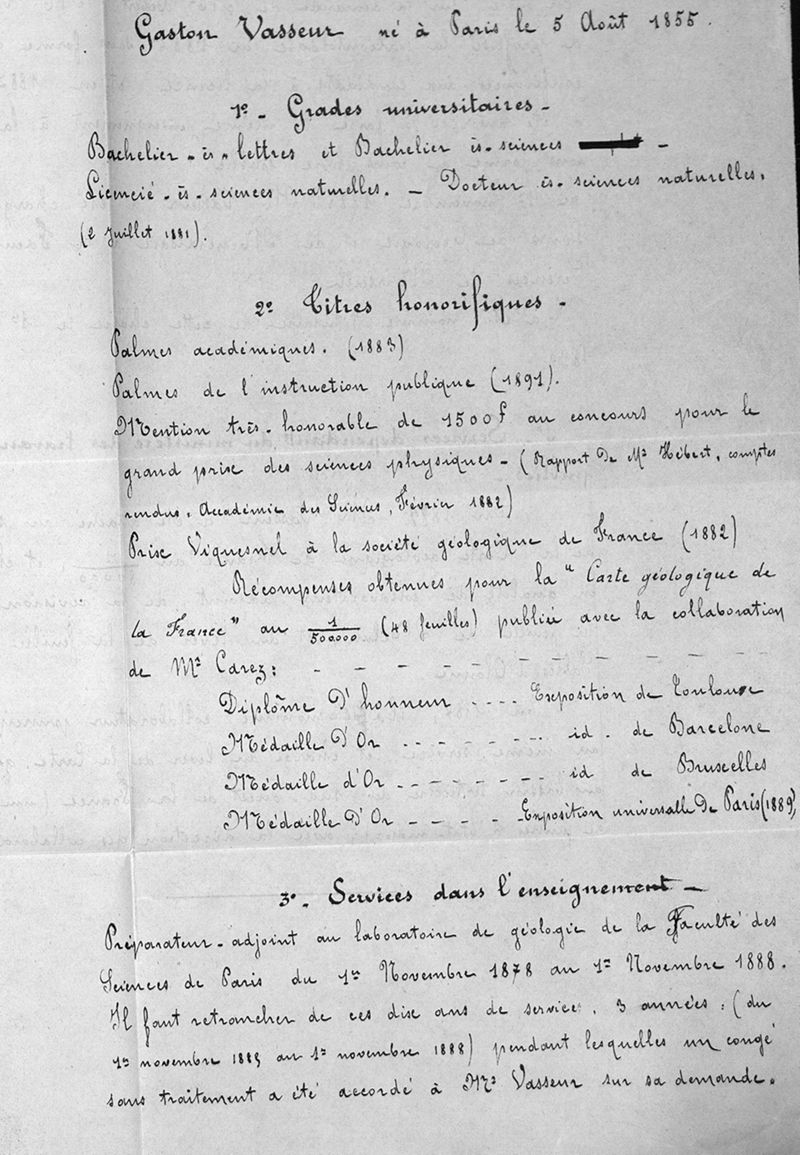 Gaston Vasseur né à Paris le 5 Août 1855.
1º - Grades universitaires -
Bachelier - ès - lettres et Bachelier ès - sciences -
Licencié - ès - sciences naturelles. - Docteur ès - sciences naturelles.
(2 Juillet 1881).
2º Titres honorifiques -
Palmes académiques. (1883)
Palmes de l'instruction publique (1891).
Mention très-honorable de 1500f au concours pour le
grand prix des sciences physiques - (Rapport de Mr Hébert, comptes
rendus, Académie des Sciences, Février 1882)
Prix Viquesnel à la société géologique de France (1882)
Récompenses obtenues pour la "Carte géologique de
la France" au 1/500000 (48 feuilles) publiée avec la collaboration
de Mr Carez: - - - - - - - - - - -
Diplôme D'honneur .... Exposition de Toulouse
Médaille D'Or - - - - - - - id. de Barcelone
Médaille d'Or - - - - - - - id de Bruxelles
Médaille D'Or - - - - Exposition universelle De Paris (1889)
3º - Services dans l'enseignement -
Préparateur-adjoint au laboratoire de géologie de la Faculté des
Sciences de Paris du 1er Novembre 1878 au 1er Novembre 1888.
Il faut retrancher de ces dix ans de service, 3 années, (du
1er novembre 1885 au 1er novembre 1888) pendant lesquelles un congé
sans traitement a été accordé à Mr Vasseur sur sa demande.